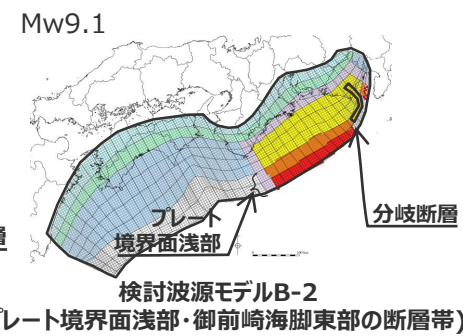 Mw9.1
分岐断層
プレート
境界面浅部
層
検討波源モデルB-2
プレート境界面浅部・御前崎海脚東部の断層帯)